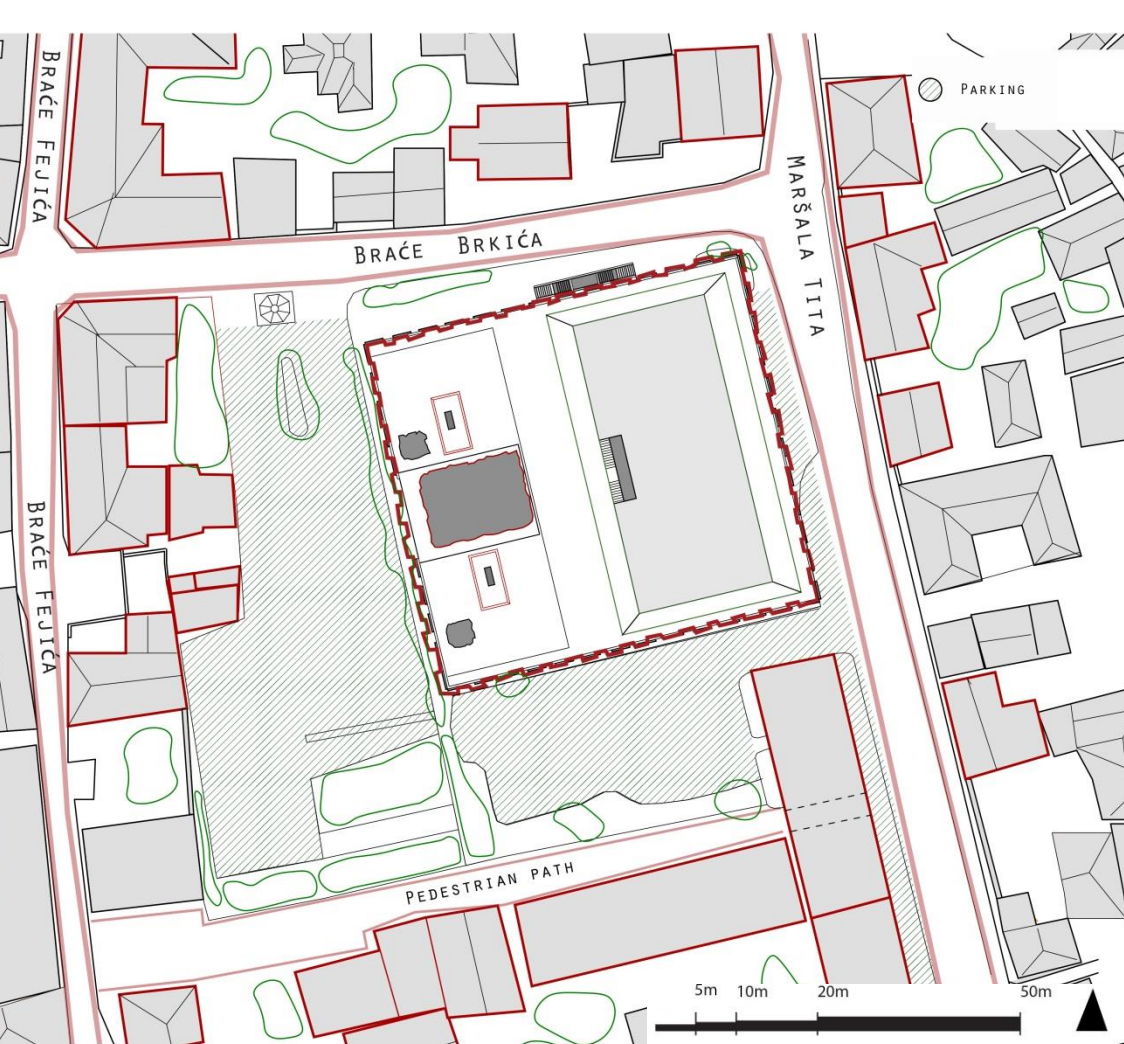 BRAĆE FEJIĆA
PARKING
MARŠALA TITA
BRAĆE BRKIĆA
BRAĆE FEJIĆA
PEDESTRIAN PATH
5m 10m 20m 50m